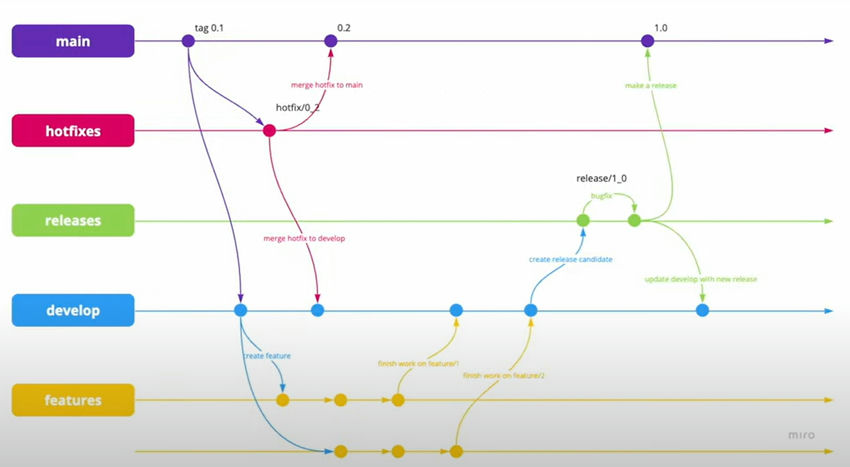 tag 0.1
0.2
1.0
main
merge hotfix to main
make a release
hotfix/0_2
hotfixes
release/1_0
bugfix
releases
merge hotfix to develop
create release candidate
update develop with new release
develop
create feature
finish work on feature/1
finish work on feature/2
features
miro